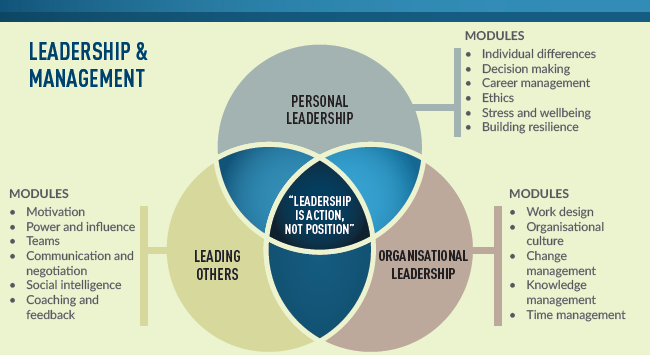 LEADERSHIP &
MANAGEMENT
PERSONAL
LEADERSHIP
MODULES
• Individual differences
• Decision making
• Career management
• Ethics
• Stress and wellbeing
• Building resilience
MODULES
• Motivation
• Power and influence
• Teams
• Communication and
negotiation
• Social intelligence
• Coaching and
feedback
LEADING
OTHERS
“LEADERSHIP
IS ACTION,
NOT POSITION”
ORGANISATIONAL
LEADERSHIP
MODULES
• Work design
• Organisational
culture
• Change
management
• Knowledge
management
• Time management